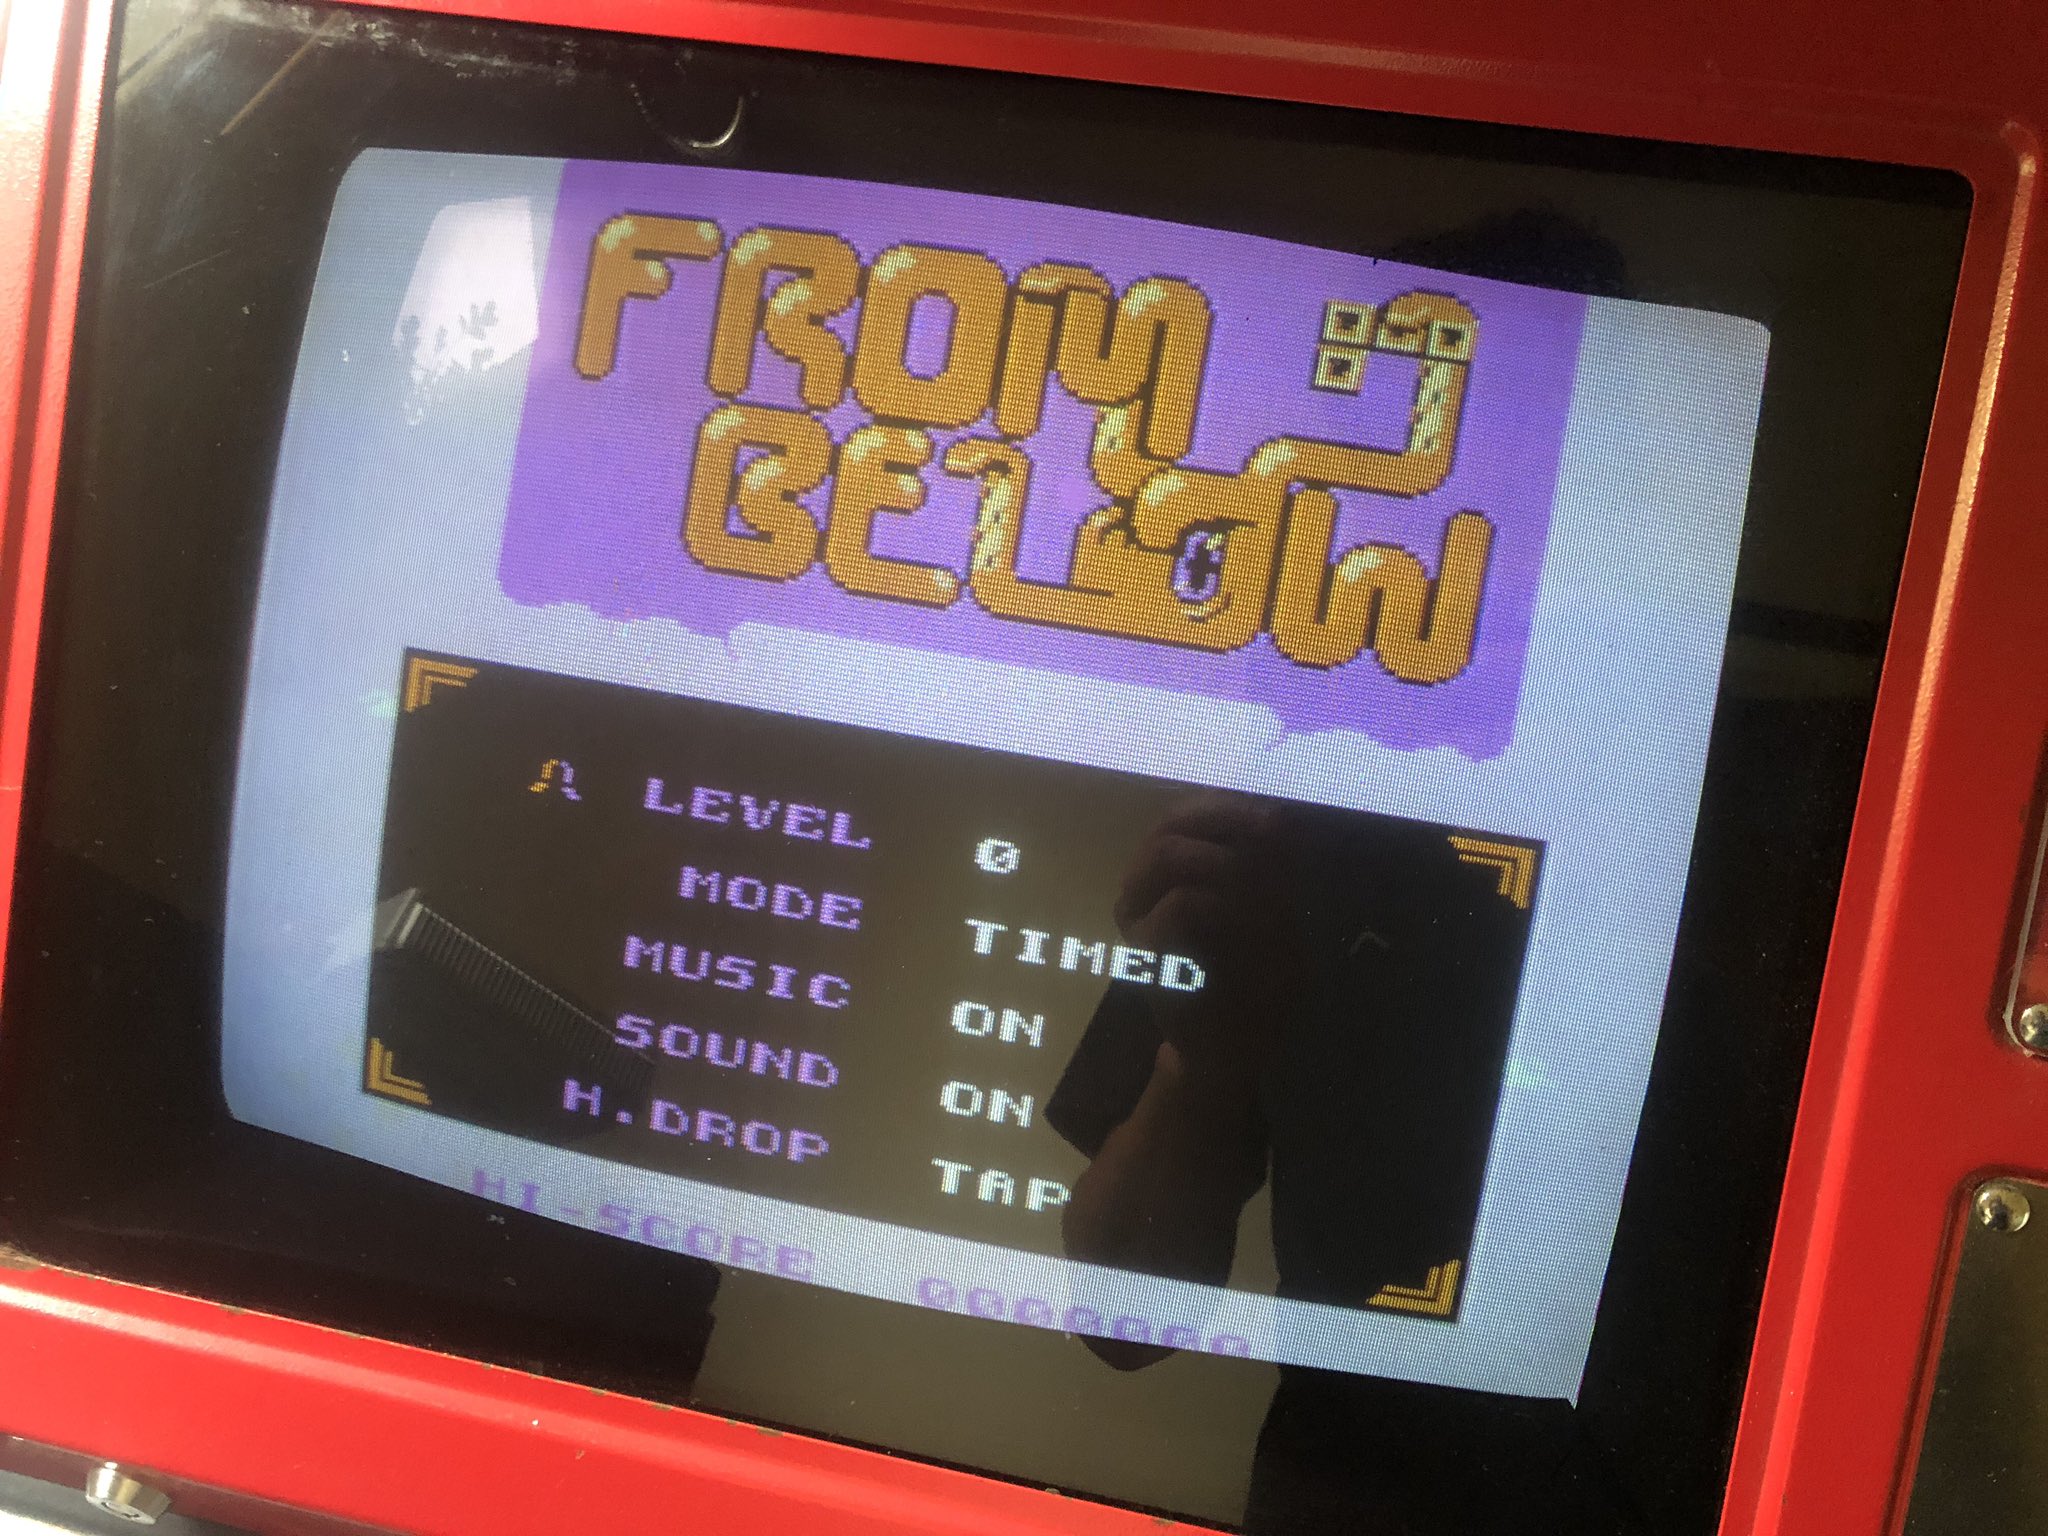 FROM
BELOW
LEVEL 0
MODE TIMED
MUSIC ON
SOUND ON
H.DROP TAP
HI-SCORE 0000000